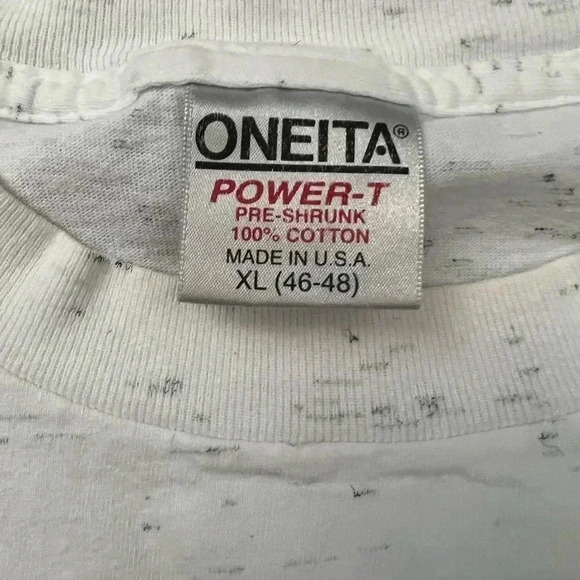 ONEITA®
POWER-T
PRE-SHRUNK
100% COTTON
MADE IN U.S.A.
XL (46-48)